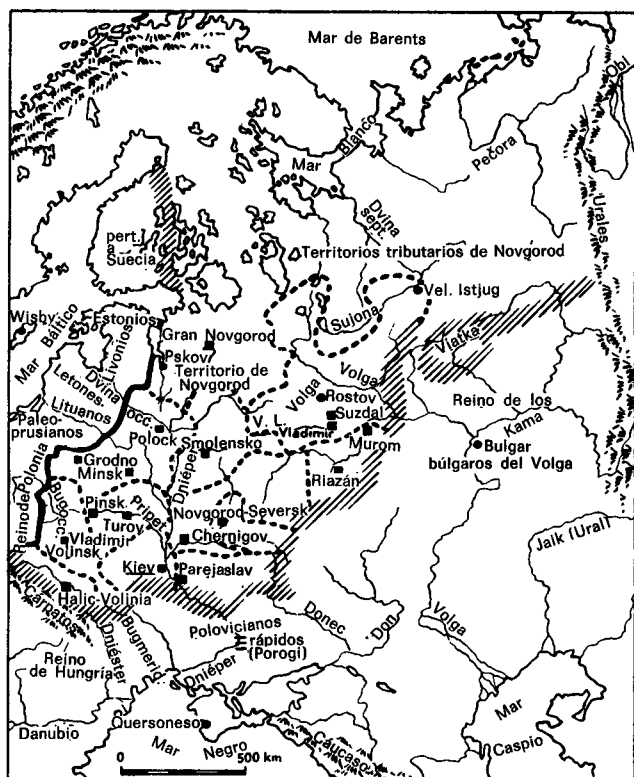 Mar de Barents
Obi
Blanco
Mar
Pečora
Urales
Dvina
sept.
pert.
a
Suecia
Territorios tributarios de Novgorod
Vel. Istjug
Sujona
Wisby
Báltico
Mar
Estonios
Livonios
Gran Novgorod
Pskov
Territorio de
Novgorod
Viatka
Volga
Letones
Dvina
occ.
Lituanos
Volga
Rostov
Suzdal
V. L.
Vladimir
Murom
Reino de los
Kama
Bulgar
búlgaros del Volga
Paleo-
prusianos
Polock
Smolensko
Riazán
Reino de Polonia
Grodno
Minsk
Dniéper
Bug occ.
Pinsk
Turov
Pripet
Novgorod-Seversk
Chernigov
Vladimir
Volinsk
Jaik (Ural)
Kiev
Parejaslav
Halic-Volinia
Cárpatos
Dniéster
Bug merid.
Polovicianos
rápidos
(Porogi)
Donec
Don
Volga
Reino
de Hungría
Dniéper
Danubio
Quersoneso
Mar
Negro
Cáucaso
Mar
Caspio
0
500 km